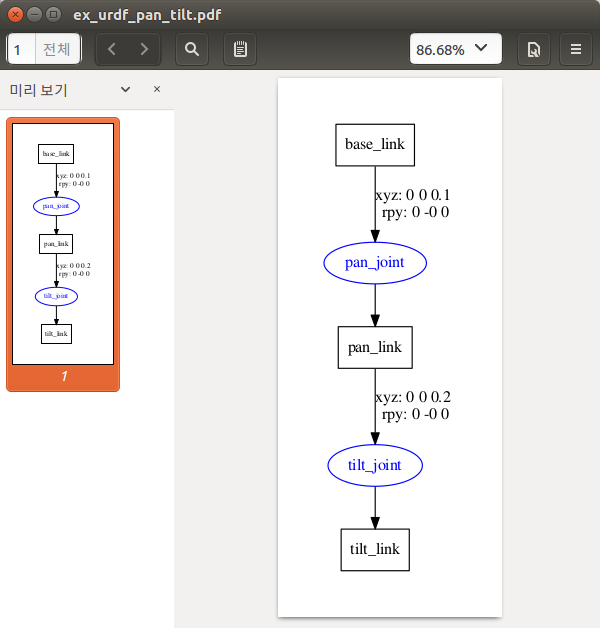 ex_urdf_pan_tilt.pdf
1 전체
86.68%
미리 보기
base_link
xyz: 0 0 0.1
rpy: 0 -0 0
pan_joint
pan_link
xyz: 0 0 0.2
rpy: 0 -0 0
tilt_joint
tilt_link
1
base_link
xyz: 0 0 0.1
rpy: 0 -0 0
pan_joint
pan_link
xyz: 0 0 0.2
rpy: 0 -0 0
tilt_joint
tilt_link